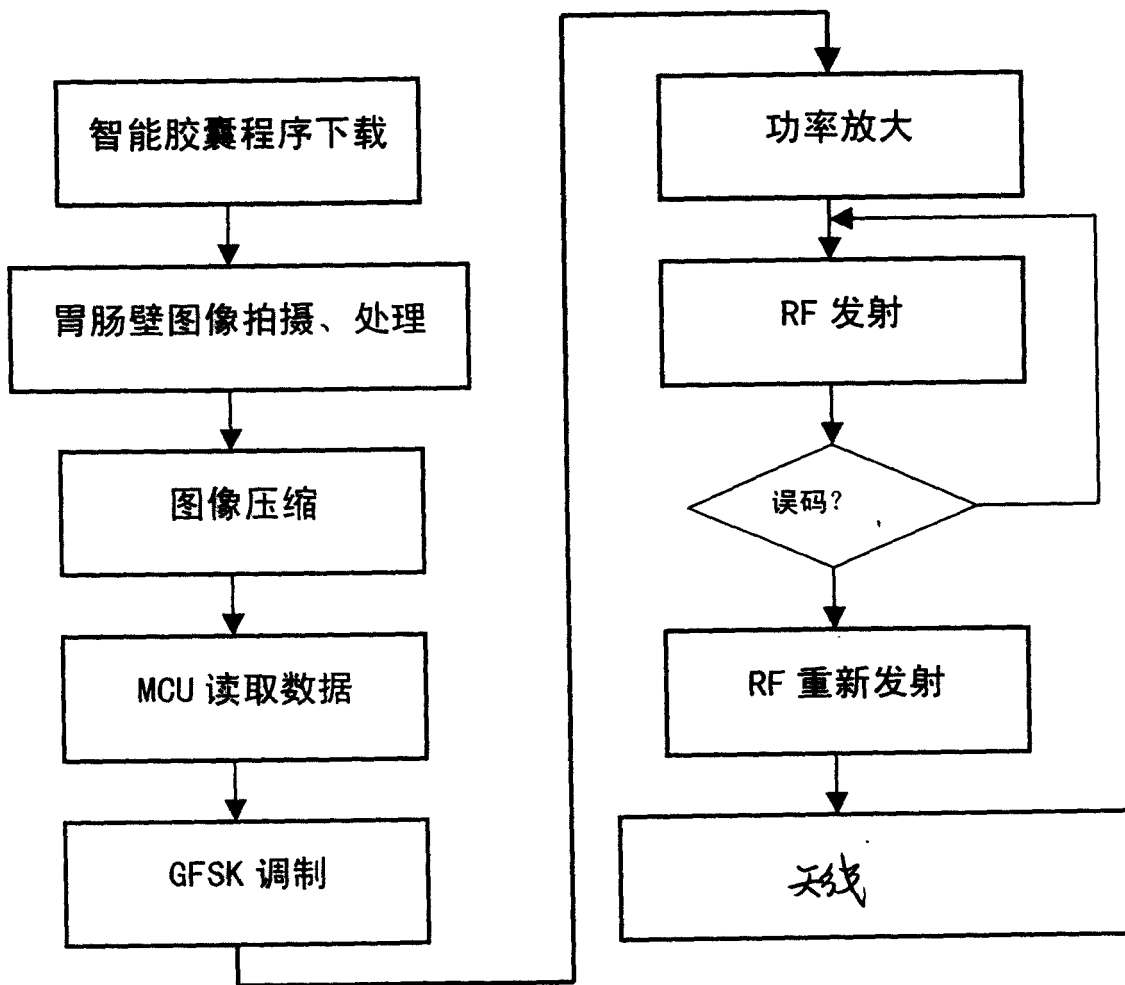 智能胶囊程序下载
胃肠壁图像拍摄、处理
图像压缩
MCU 读取数据
GFSK 调制
功率放大
RF 发射
误码?
RF 重新发射
天线